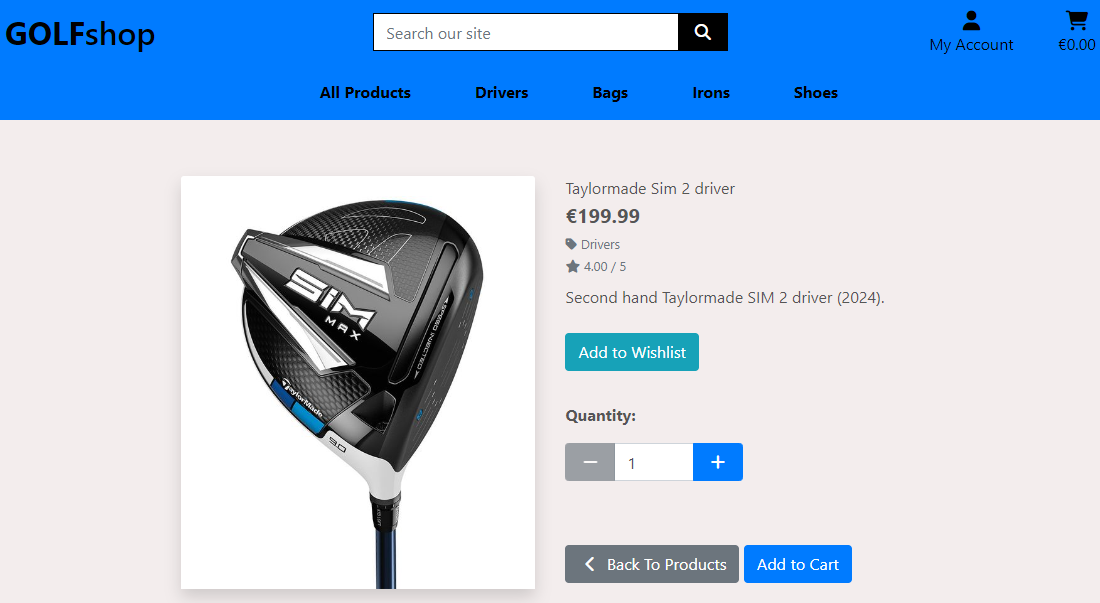 GOLFshop
Search our site
My Account
€0.00
All Products
Drivers
Bags
Irons
Shoes
SiM
MAX
SPEED INJECTED
TaylorMade
9.0
Taylormade Sim 2 driver
€199.99
Drivers
4.00 / 5
Second hand Taylormade SIM 2 driver (2024).
Add to Wishlist
Quantity:
1
Back To Products
Add to Cart